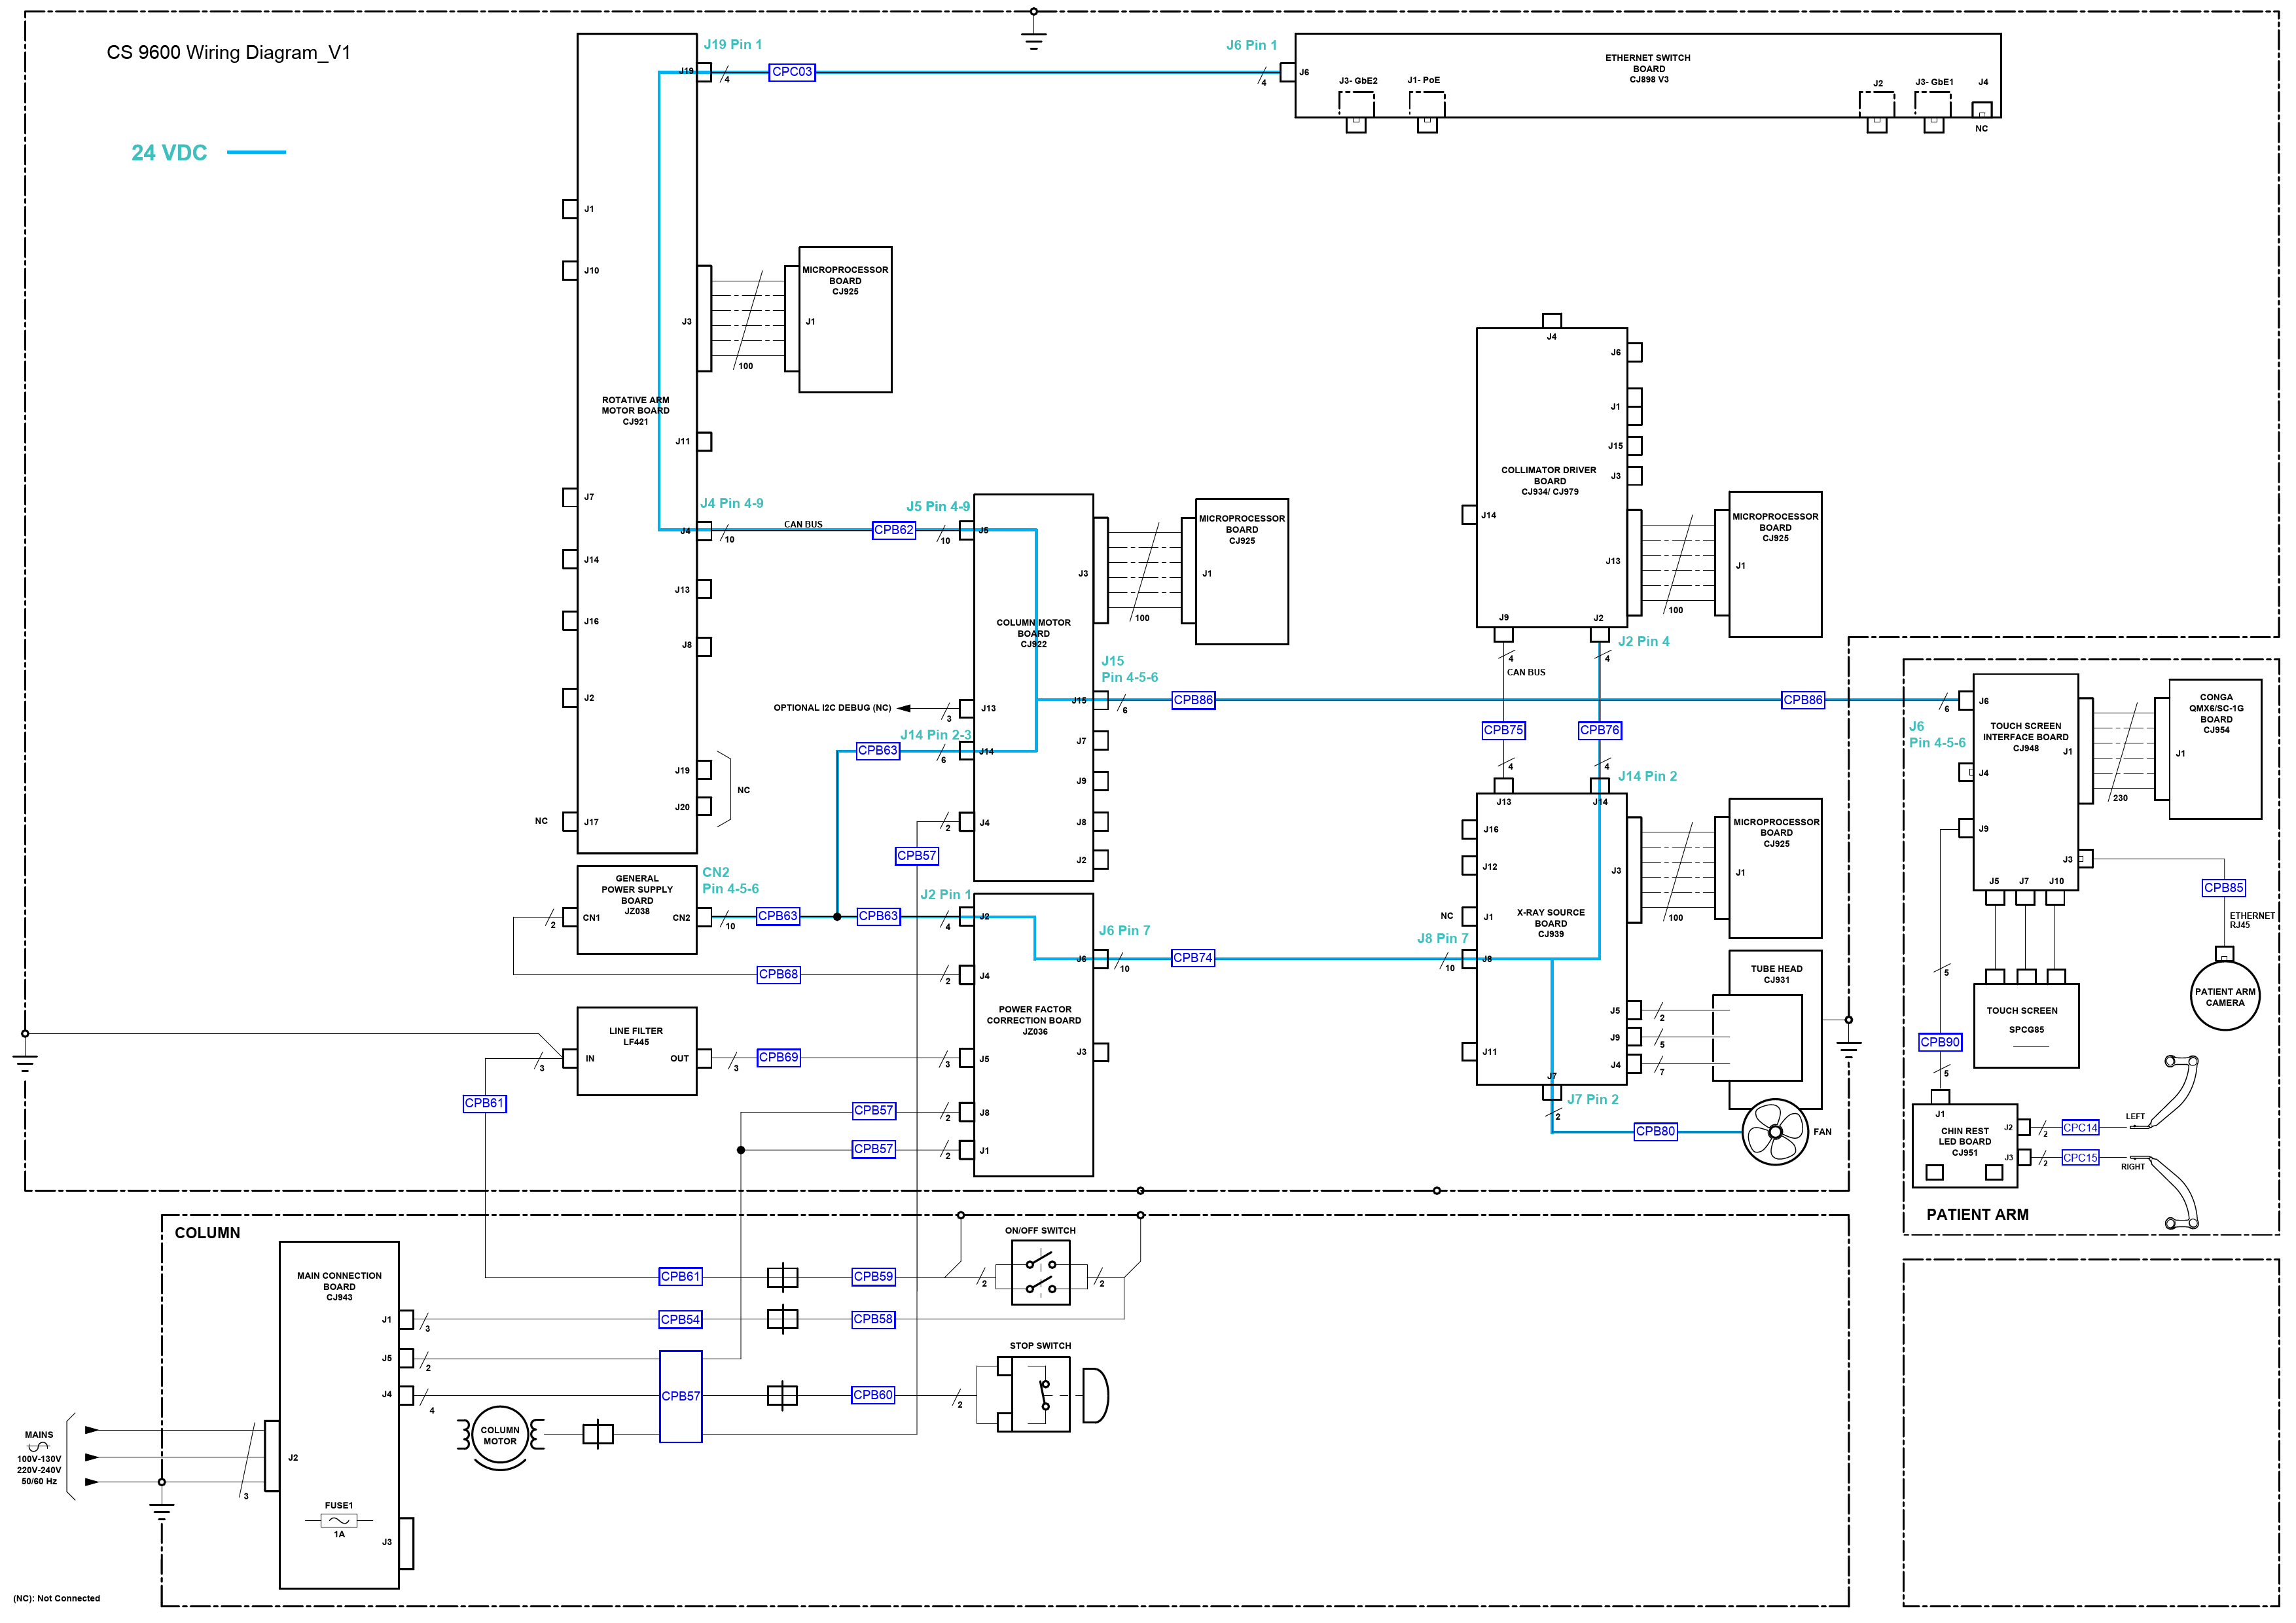 CS 9600 Wiring Diagram_V1
24 VDC
J19 Pin 1
J19
4
CPC03
J6 Pin 1
4
J6
ETHERNET SWITCH
BOARD
CJ898 V3
J3- GbE2
J1- PoE
J2
J3- GbE1
J4
NC
J1
J10
J3
100
MICROPROCESSOR
BOARD
CJ925
J1
ROTATIVE ARM
MOTOR BOARD
CJ921
J11
J7
J4 Pin 4-9
J4
10
CAN BUS
CPB62
J5 Pin 4-9
10
J5
J14
J13
J16
J8
J2
J19
J20
NC
NC
J17
COLUMN MOTOR
BOARD
CJ922
J3
100
MICROPROCESSOR
BOARD
CJ925
J1
J15
Pin 4-5-6
J15
6
CPB86
CPB86
OPTIONAL I2C DEBUG (NC)
3
J13
J14 Pin 2-3
CPB63
6
J14
J7
J9
J4
2
CPB57
J8
J2
J4
J6
J1
J15
J3
COLLIMATOR DRIVER
BOARD
CJ934/ CJ979
J14
J13
100
MICROPROCESSOR
BOARD
CJ925
J1
J9
J2
J2 Pin 4
4
4
CAN BUS
CPB75
CPB76
4
4
J14 Pin 2
J13
J14
J16
J12
NC
J1
J3
100
MICROPROCESSOR
BOARD
CJ925
J1
X-RAY SOURCE
BOARD
CJ939
J8 Pin 7
J8
10
J11
J5
2
J9
5
J4
7
TUBE HEAD
CJ931
J7
J7 Pin 2
2
CPB80
FAN
GENERAL
POWER SUPPLY
BOARD
JZ038
CN1
CN2
2
CN2
Pin 4-5-6
10
CPB63
CPB63
J2 Pin 1
4
J2
J6 Pin 7
J6
10
CPB74
CPB68
2
J4
POWER FACTOR
CORRECTION BOARD
JZ036
LINE FILTER
LF445
IN
OUT
3
3
CPB69
3
J5
J3
CPB61
CPB57
2
J8
CPB57
2
J1
6
J6
J6
Pin 4-5-6
TOUCH SCREEN
INTERFACE BOARD
CJ948
J1
J4
J9
J3
J5
J7
J10
230
CONGA
QMX6/SC-1G
BOARD
CJ954
J1
CPB85
ETHERNET
RJ45
PATIENT ARM
CAMERA
TOUCH SCREEN
SPCG85
5
CPB90
5
J1
CHIN REST
LED BOARD
CJ951
J2
2
CPC14
LEFT
J3
2
CPC15
RIGHT
PATIENT ARM
COLUMN
MAIN CONNECTION
BOARD
CJ943
J1
3
J5
2
J4
4
J2
3
FUSE1
1A
J3
CPB61
CPB59
2
ON/OFF SWITCH
2
CPB54
CPB58
CPB57
CPB60
2
STOP SWITCH
COLUMN
MOTOR
MAINS
100V-130V
220V-240V
50/60 Hz
(NC): Not Connected